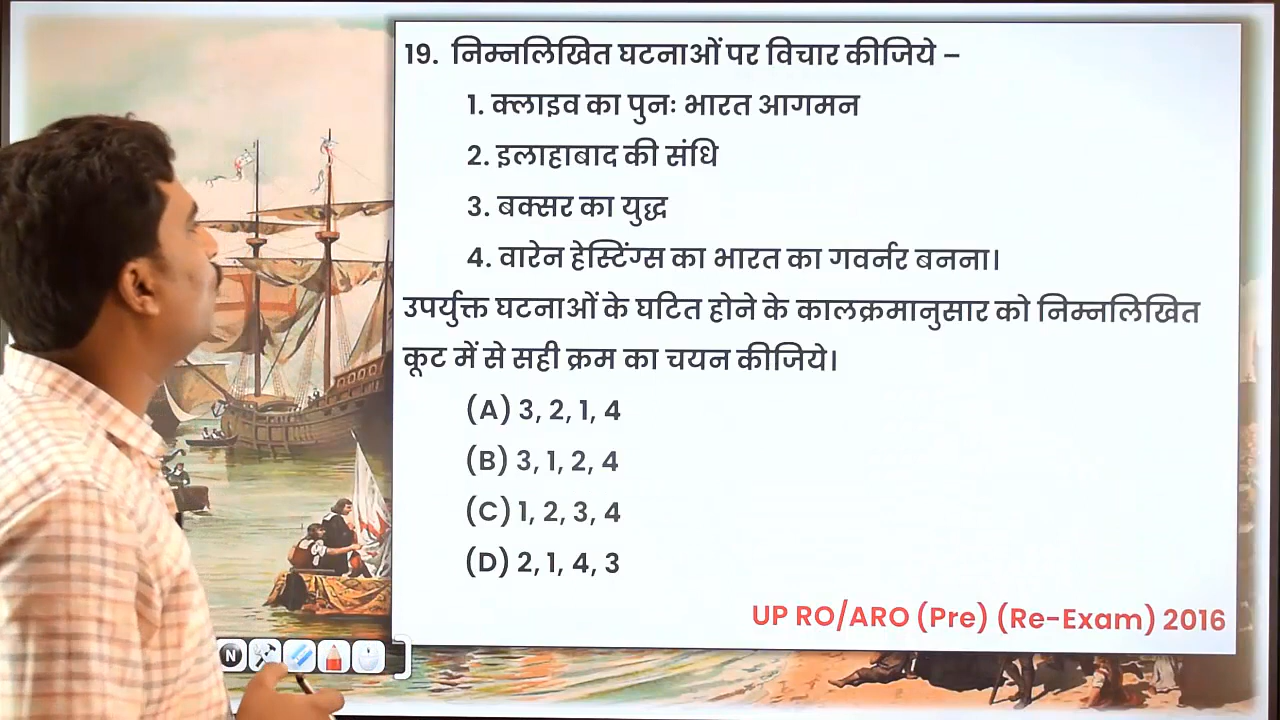 19. निम्नलिखित घटनाओं पर विचार कीजिये –
1. क्लाइव का पुनः भारत आगमन
2. इलाहाबाद की संधि
3. बक्सर का युद्ध
4. वारेन हेस्टिंग्स का भारत का गवर्नर बनना।
उपर्युक्त घटनाओं के घटित होने के कालक्रमानुसार को निम्नलिखित
कूट में से सही क्रम का चयन कीजिये।
(A) 3, 2, 1, 4
(B) 3, 1, 2, 4
(C) 1, 2, 3, 4
(D) 2, 1, 4, 3
UP RO/ARO (Pre) (Re-Exam) 2016
N